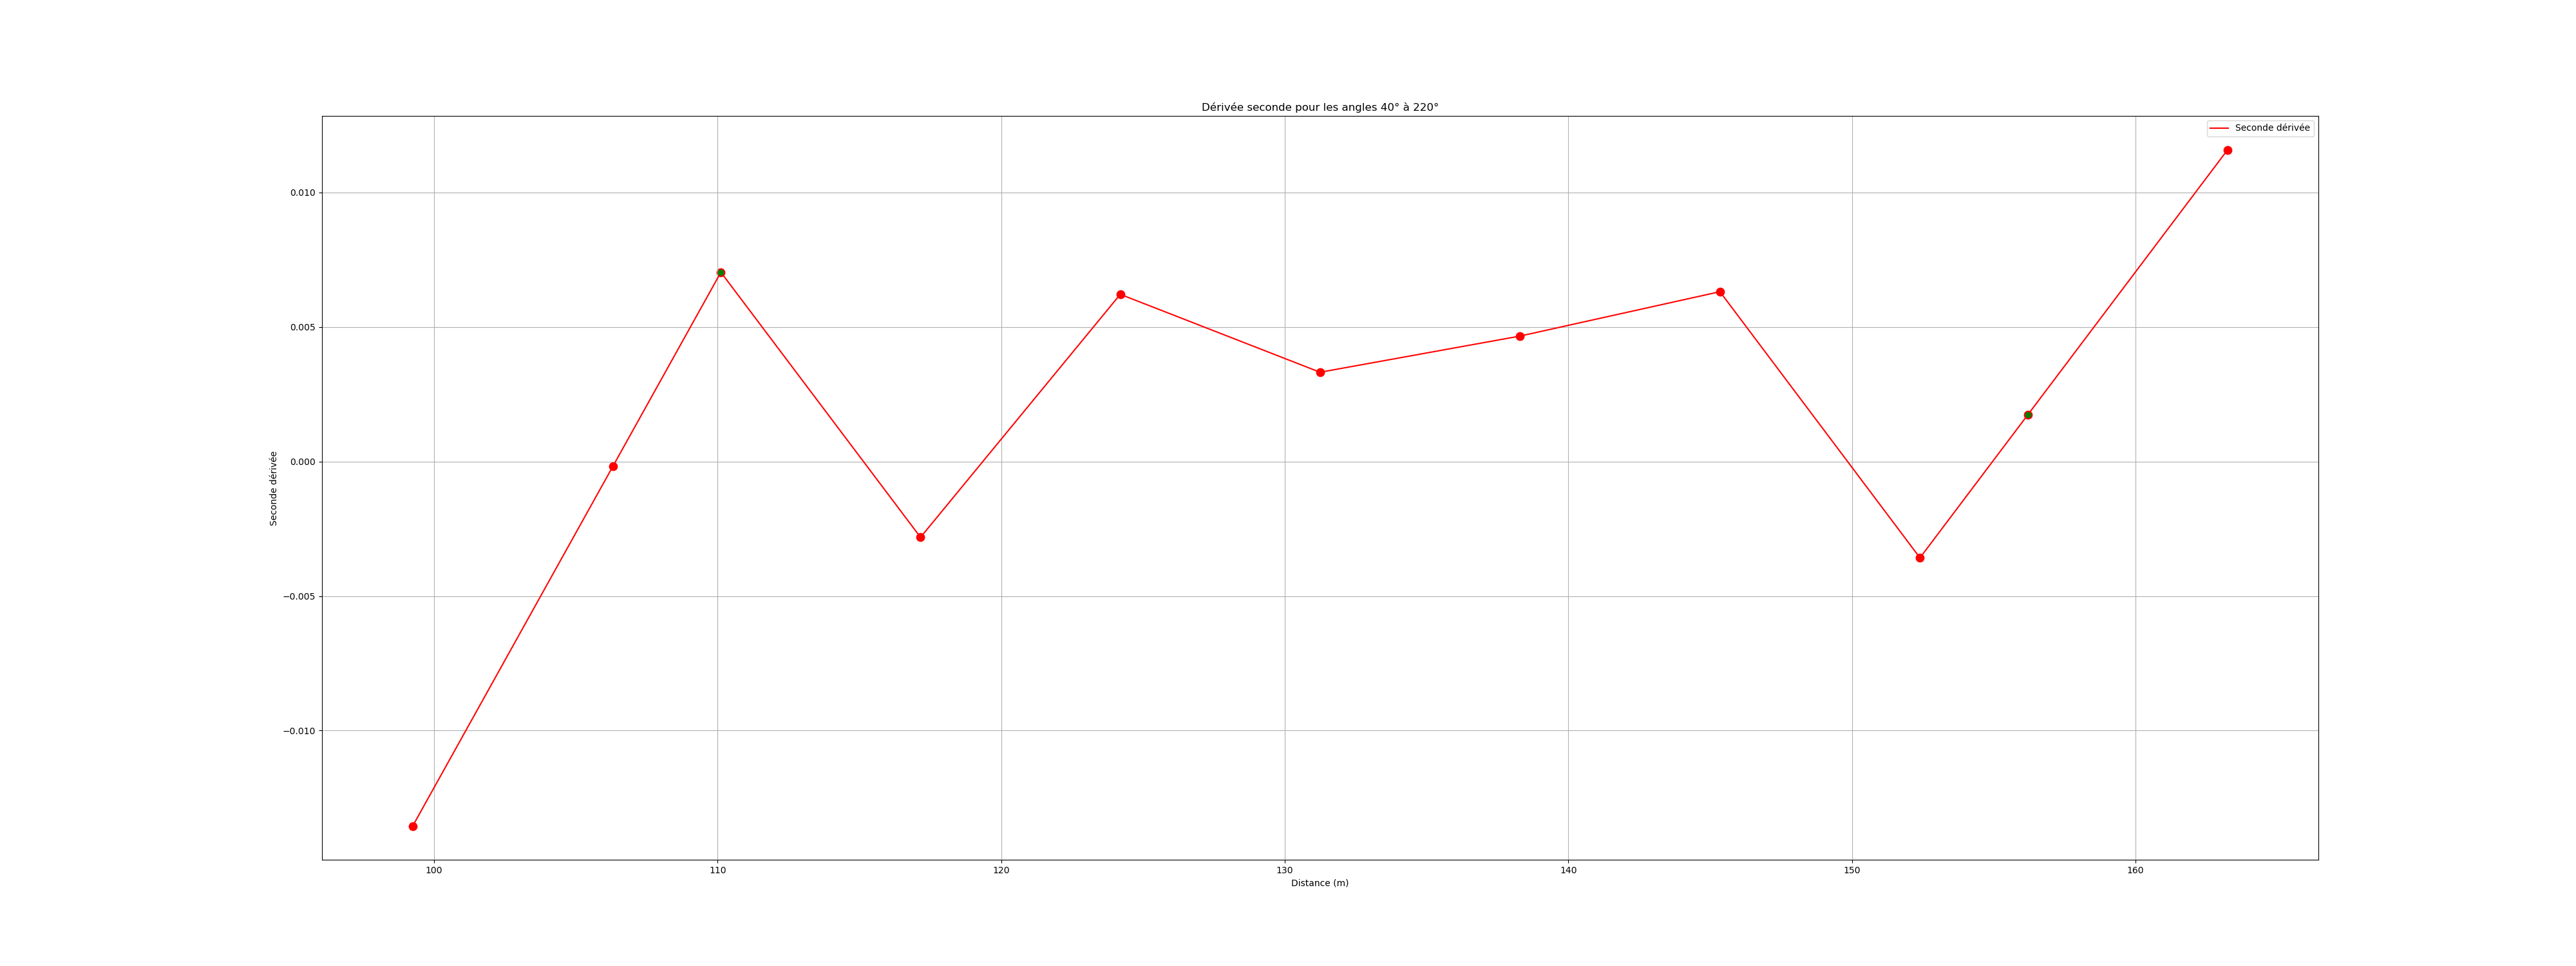 Dérivée seconde pour les angles 40° à 220°
Seconde dérivée
0.010
0.005
0.000
−0.005
−0.010
Seconde dérivée
100 110 120 130 140 150 160
Distance (m)